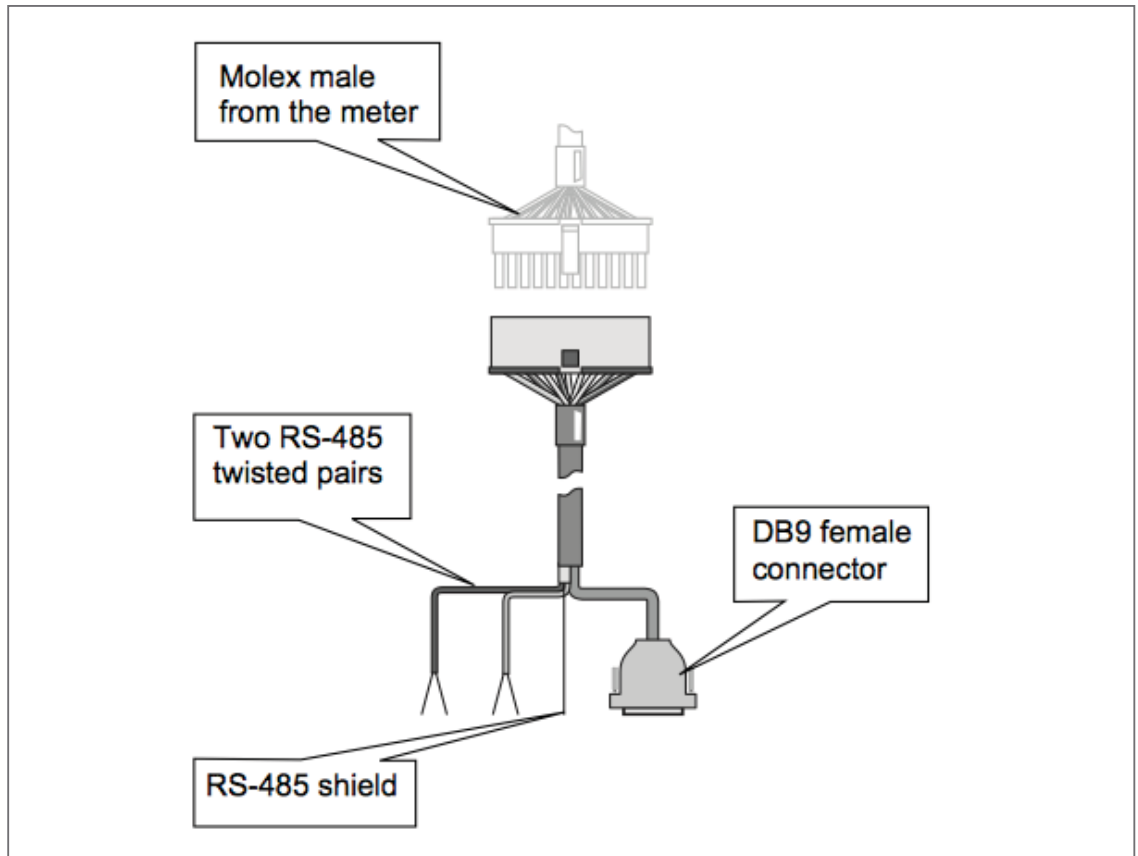 Molex male
from the meter
Two RS-485
twisted pairs
DB9 female
connector
RS-485 shield